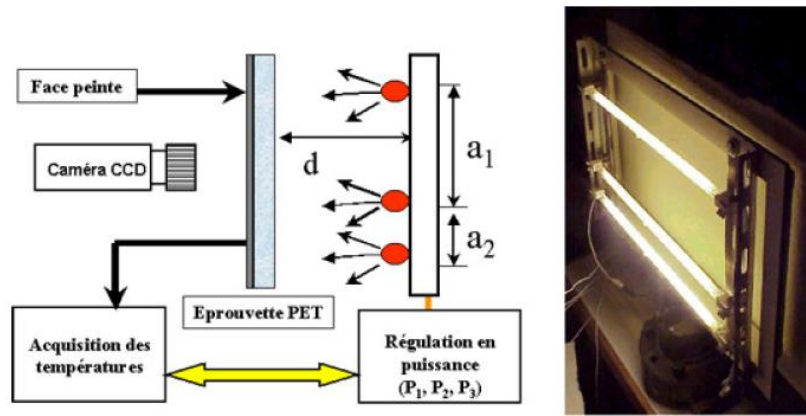 Face peinte
Caméra CCD
d
a₁
a₂
Eprouvette PET
Acquisition des
températures
Régulation en
puissance
(P₁, P₂, P₃)